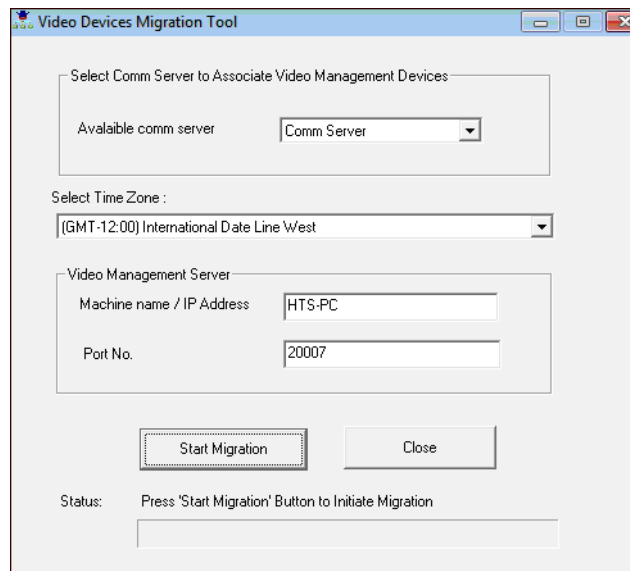 Video Devices Migration Tool
Select Comm Server to Associate Video Management Devices
Avalaible comm server
Comm Server
Select Time Zone :
(GMT-12:00) International Date Line West
Video Management Server
Machine name / IP Address
HTS-PC
Port No.
20007
Start Migration
Close
Status:
Press 'Start Migration' Button to Initiate Migration